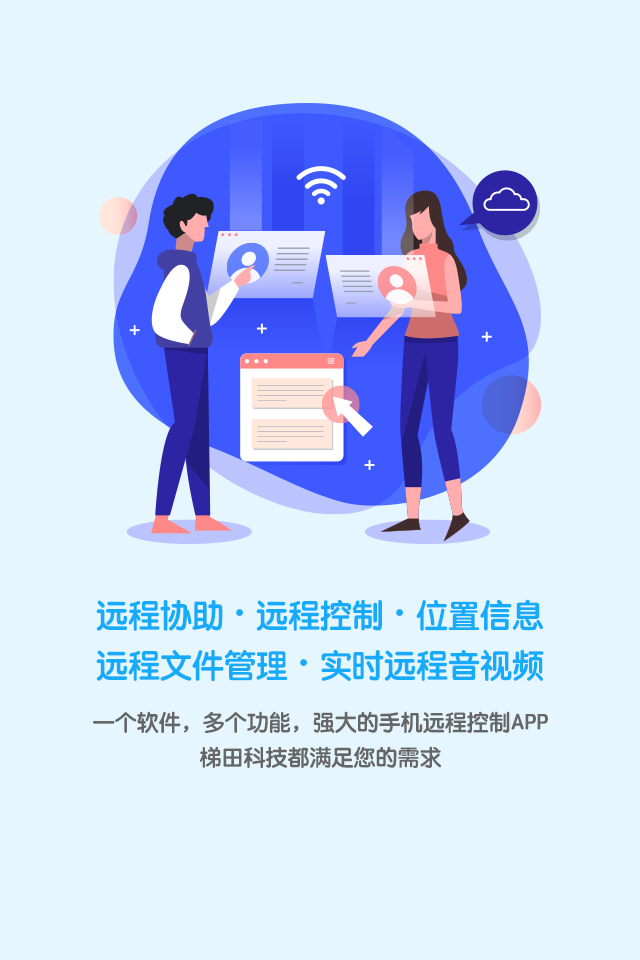 远程协助・远程控制・位置信息
远程文件管理・实时远程音视频
一个软件，多个功能，强大的手机远程控制APP
梯田科技都满足您的需求